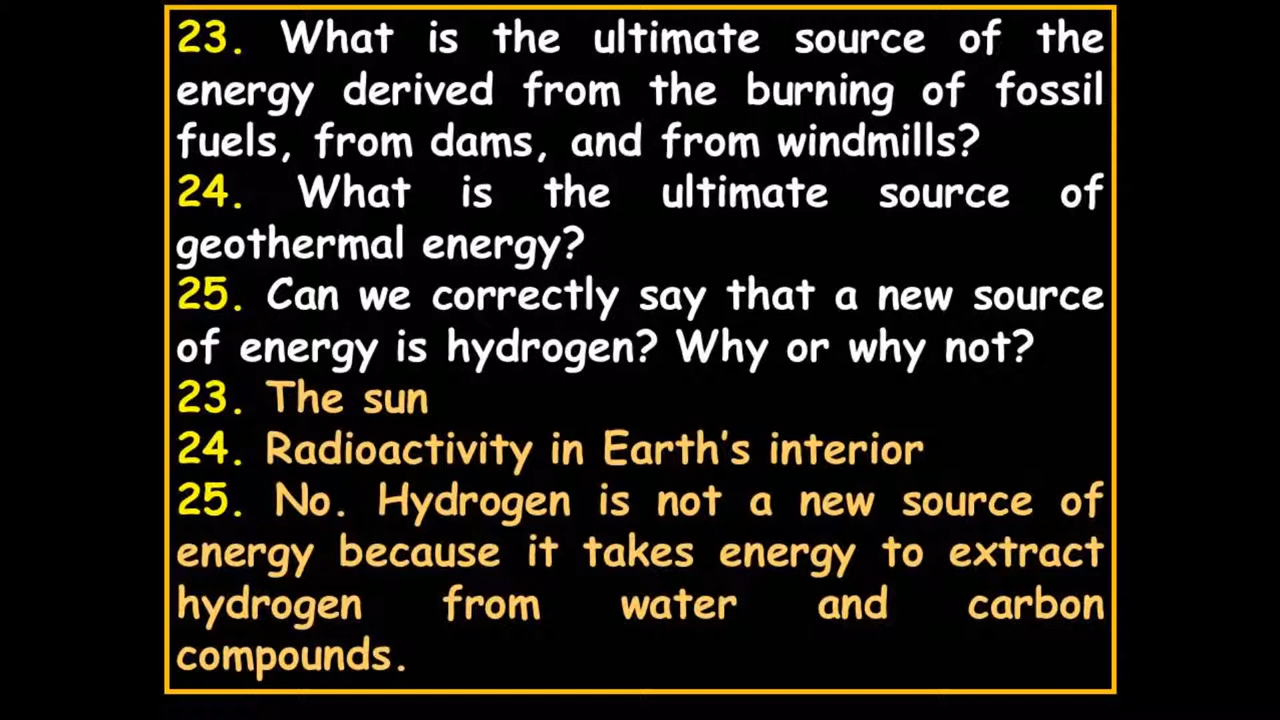 23. What is the ultimate source of the
energy derived from the burning of fossil
fuels, from dams, and from windmills?
24. What is the ultimate source of
geothermal energy?
25. Can we correctly say that a new source
of energy is hydrogen? Why or why not?
23. The sun
24. Radioactivity in Earth's interior
25. No. Hydrogen is not a new source of
energy because it takes energy to extract
hydrogen from water and carbon
compounds.